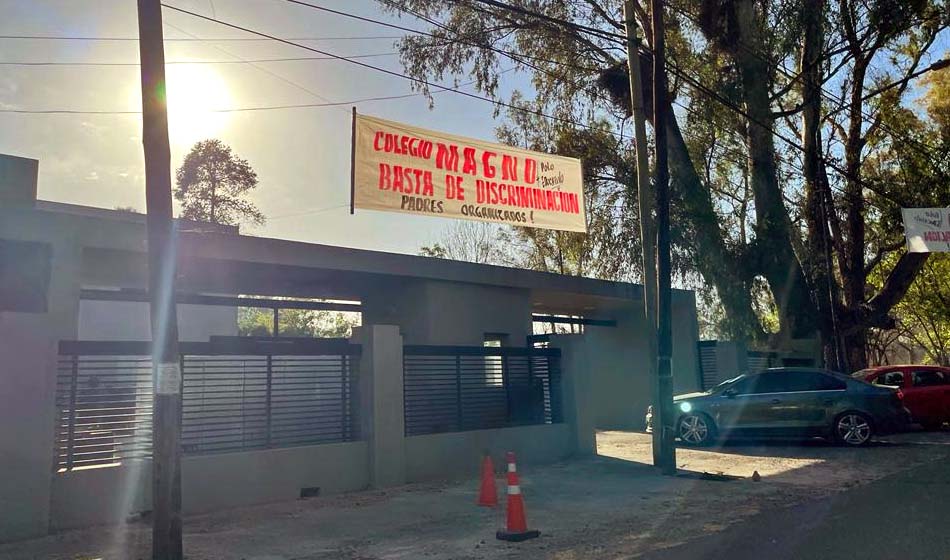 COLEGIO MAGNO
BASTA DE DISCRIMINACION
PADRES ORGANIZADOS!